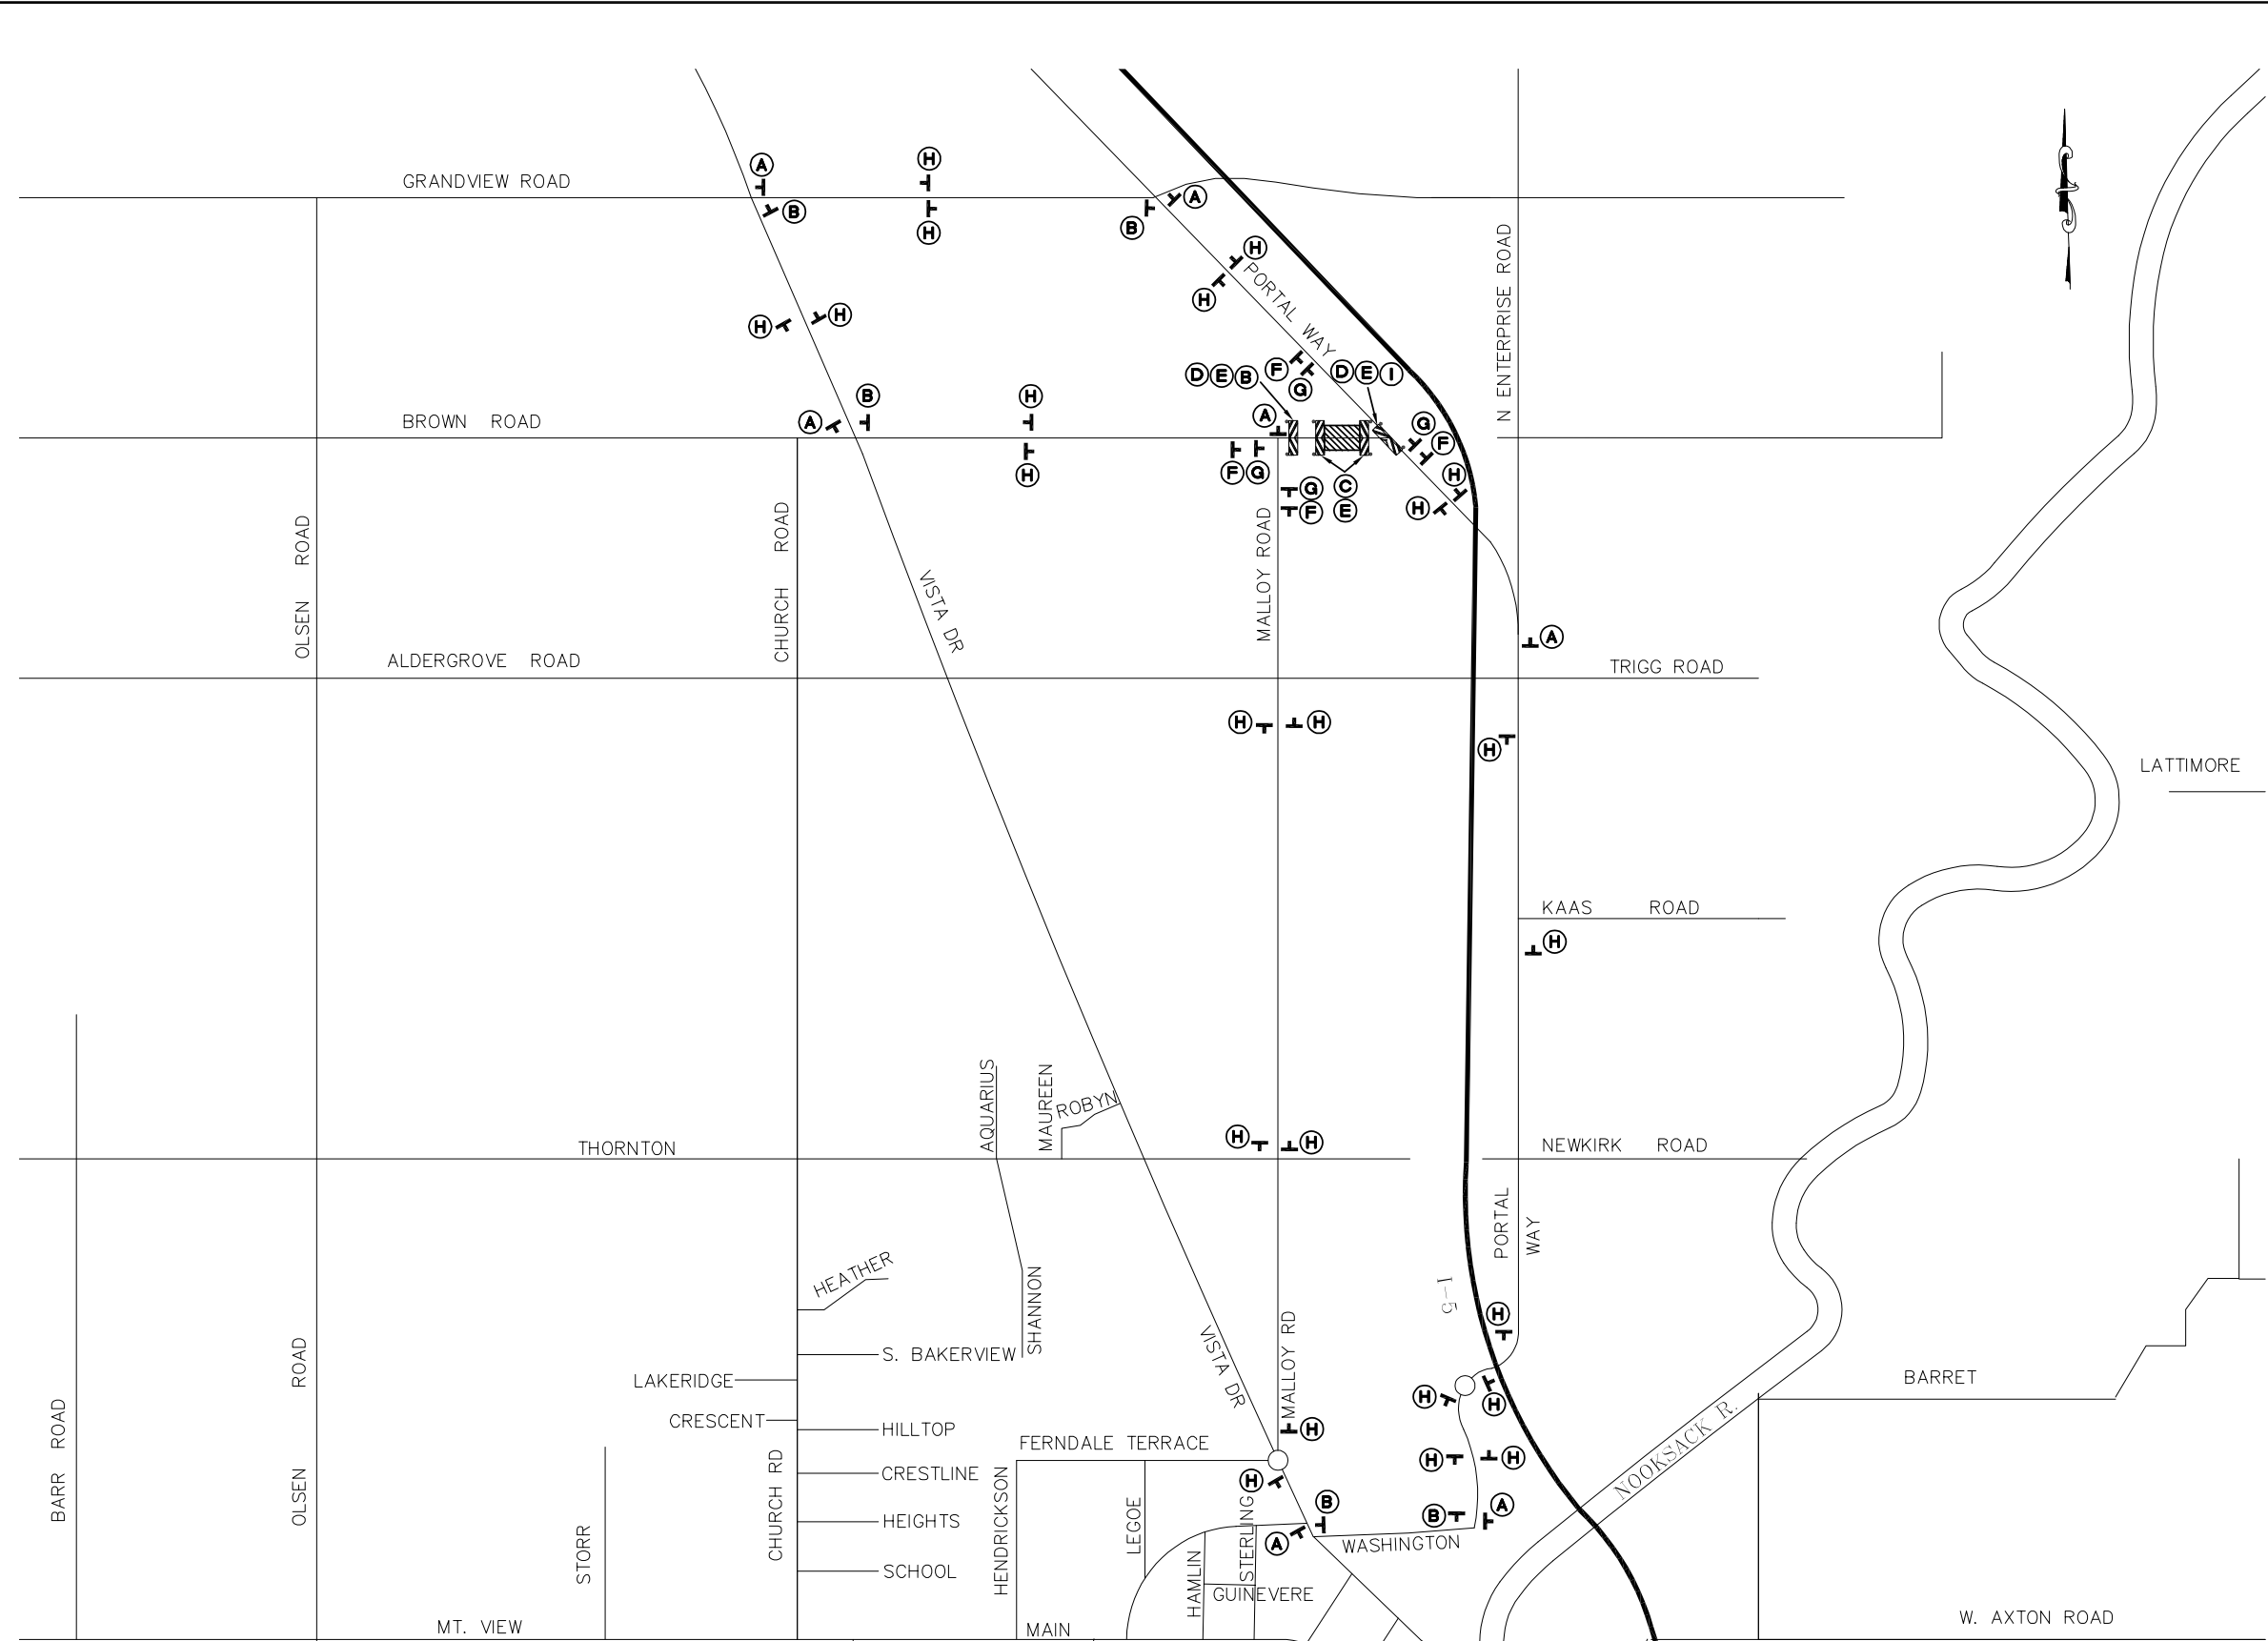 A
H
GRANDVIEW ROAD
B
H
A
B
H
H
PORTAL WAY
N ENTERPRISE ROAD
H
H
D E B
F
G
D E I
A
B
H
BROWN ROAD
A
G
F
H
F G
H
G
C
F
E
H
OLSEN ROAD
CHURCH ROAD
VISTA DR
MALLOY ROAD
A
ALDERGROVE ROAD
TRIGG ROAD
H
H
H
LATTIMORE
KAAS ROAD
H
AQUARIUS
MAUREEN
ROBYN
THORNTON
H
H
NEWKIRK ROAD
PORTAL WAY
HEATHER
SHANNON
I-5
H
VISTA DR
MALLOY RD
S. BAKERVIEW
LAKERIDGE
BARRET
H
H
CRESCENT
HILLTOP
H
FERNDALE TERRACE
NOOKSACK R.
BARR ROAD
OLSEN ROAD
CHURCH RD
CRESTLINE
HENDRICKSON
H
H
H
B
B
A
HEIGHTS
LEGOE
STERLING
A
WASHINGTON
STORR
SCHOOL
HAMLIN
GUINEVERE
MT. VIEW
MAIN
W. AXTON ROAD